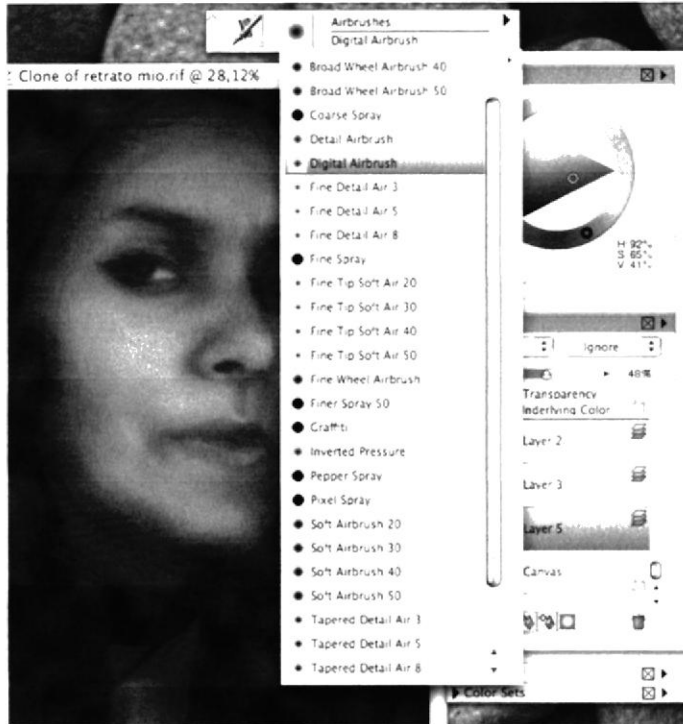 Airbrushes
Digital Airbrush
Clone of retrato mio.rif @ 28,12%
Broad Wheel Airbrush 40
Broad Wheel Airbrush 50
Coarse Spray
Detail Airbrush
Digital Airbrush
Fine Detail Air 3
Fine Detail Air 5
Fine Detail Air 8
Fine Spray
Fine Tip Soft Air 20
Fine Tip Soft Air 30
Fine Tip Soft Air 40
Fine Tip Soft Air 50
Fine Wheel Airbrush
Finer Spray 50
Graffiti
Inverted Pressure
Pepper Spray
Pixel Spray
Soft Airbrush 20
Soft Airbrush 30
Soft Airbrush 40
Soft Airbrush 50
Tapered Detail Air 3
Tapered Detail Air 5
Tapered Detail Air 8
H 92%
S 65%
V 41%
Ignore
48%
Transparency
Inderlying Color
Layer 2
Layer 3
Layer 5
Canvas
Color Sets